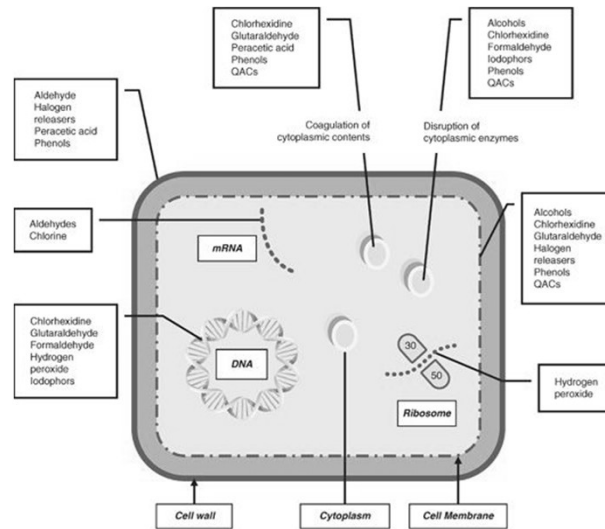 Chlorhexidine
Glutaraldehyde
Peracetic acid
Phenols
QACs
Alcohols
Chlorhexidine
Formaldehyde
Iodophors
Phenols
QACs
Aldehyde
Halogen
releasers
Peracetic acid
Phenols
Coagulation of
cytoplasmic contents
Disruption of
cytoplasmic enzymes
Aldehydes
Chlorine
mRNA
Alcohols
Chlorhexidine
Glutaraldehyde
Halogen
releasers
Phenols
QACs
Chlorhexidine
Glutaraldehyde
Formaldehyde
Hydrogen
peroxide
Iodophors
DNA
30
50
Ribosome
Hydrogen
peroxide
Cell wall
Cytoplasm
Cell Membrane